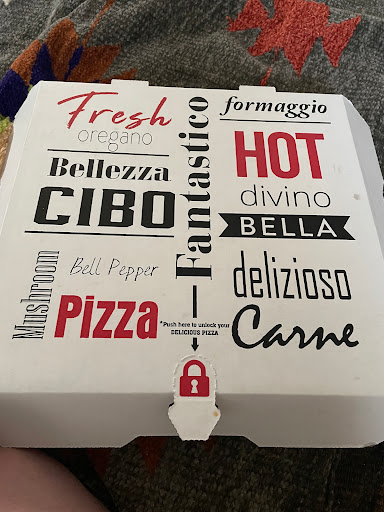 Fresh
oregano
Bellezza
CIBO
Mushroom
Bell Pepper
Pizza
Fantastico
*Push here to unlock your
DELICIOUS PIZZA
formaggio
HOT
divino
BELLA
delizioso
Carne